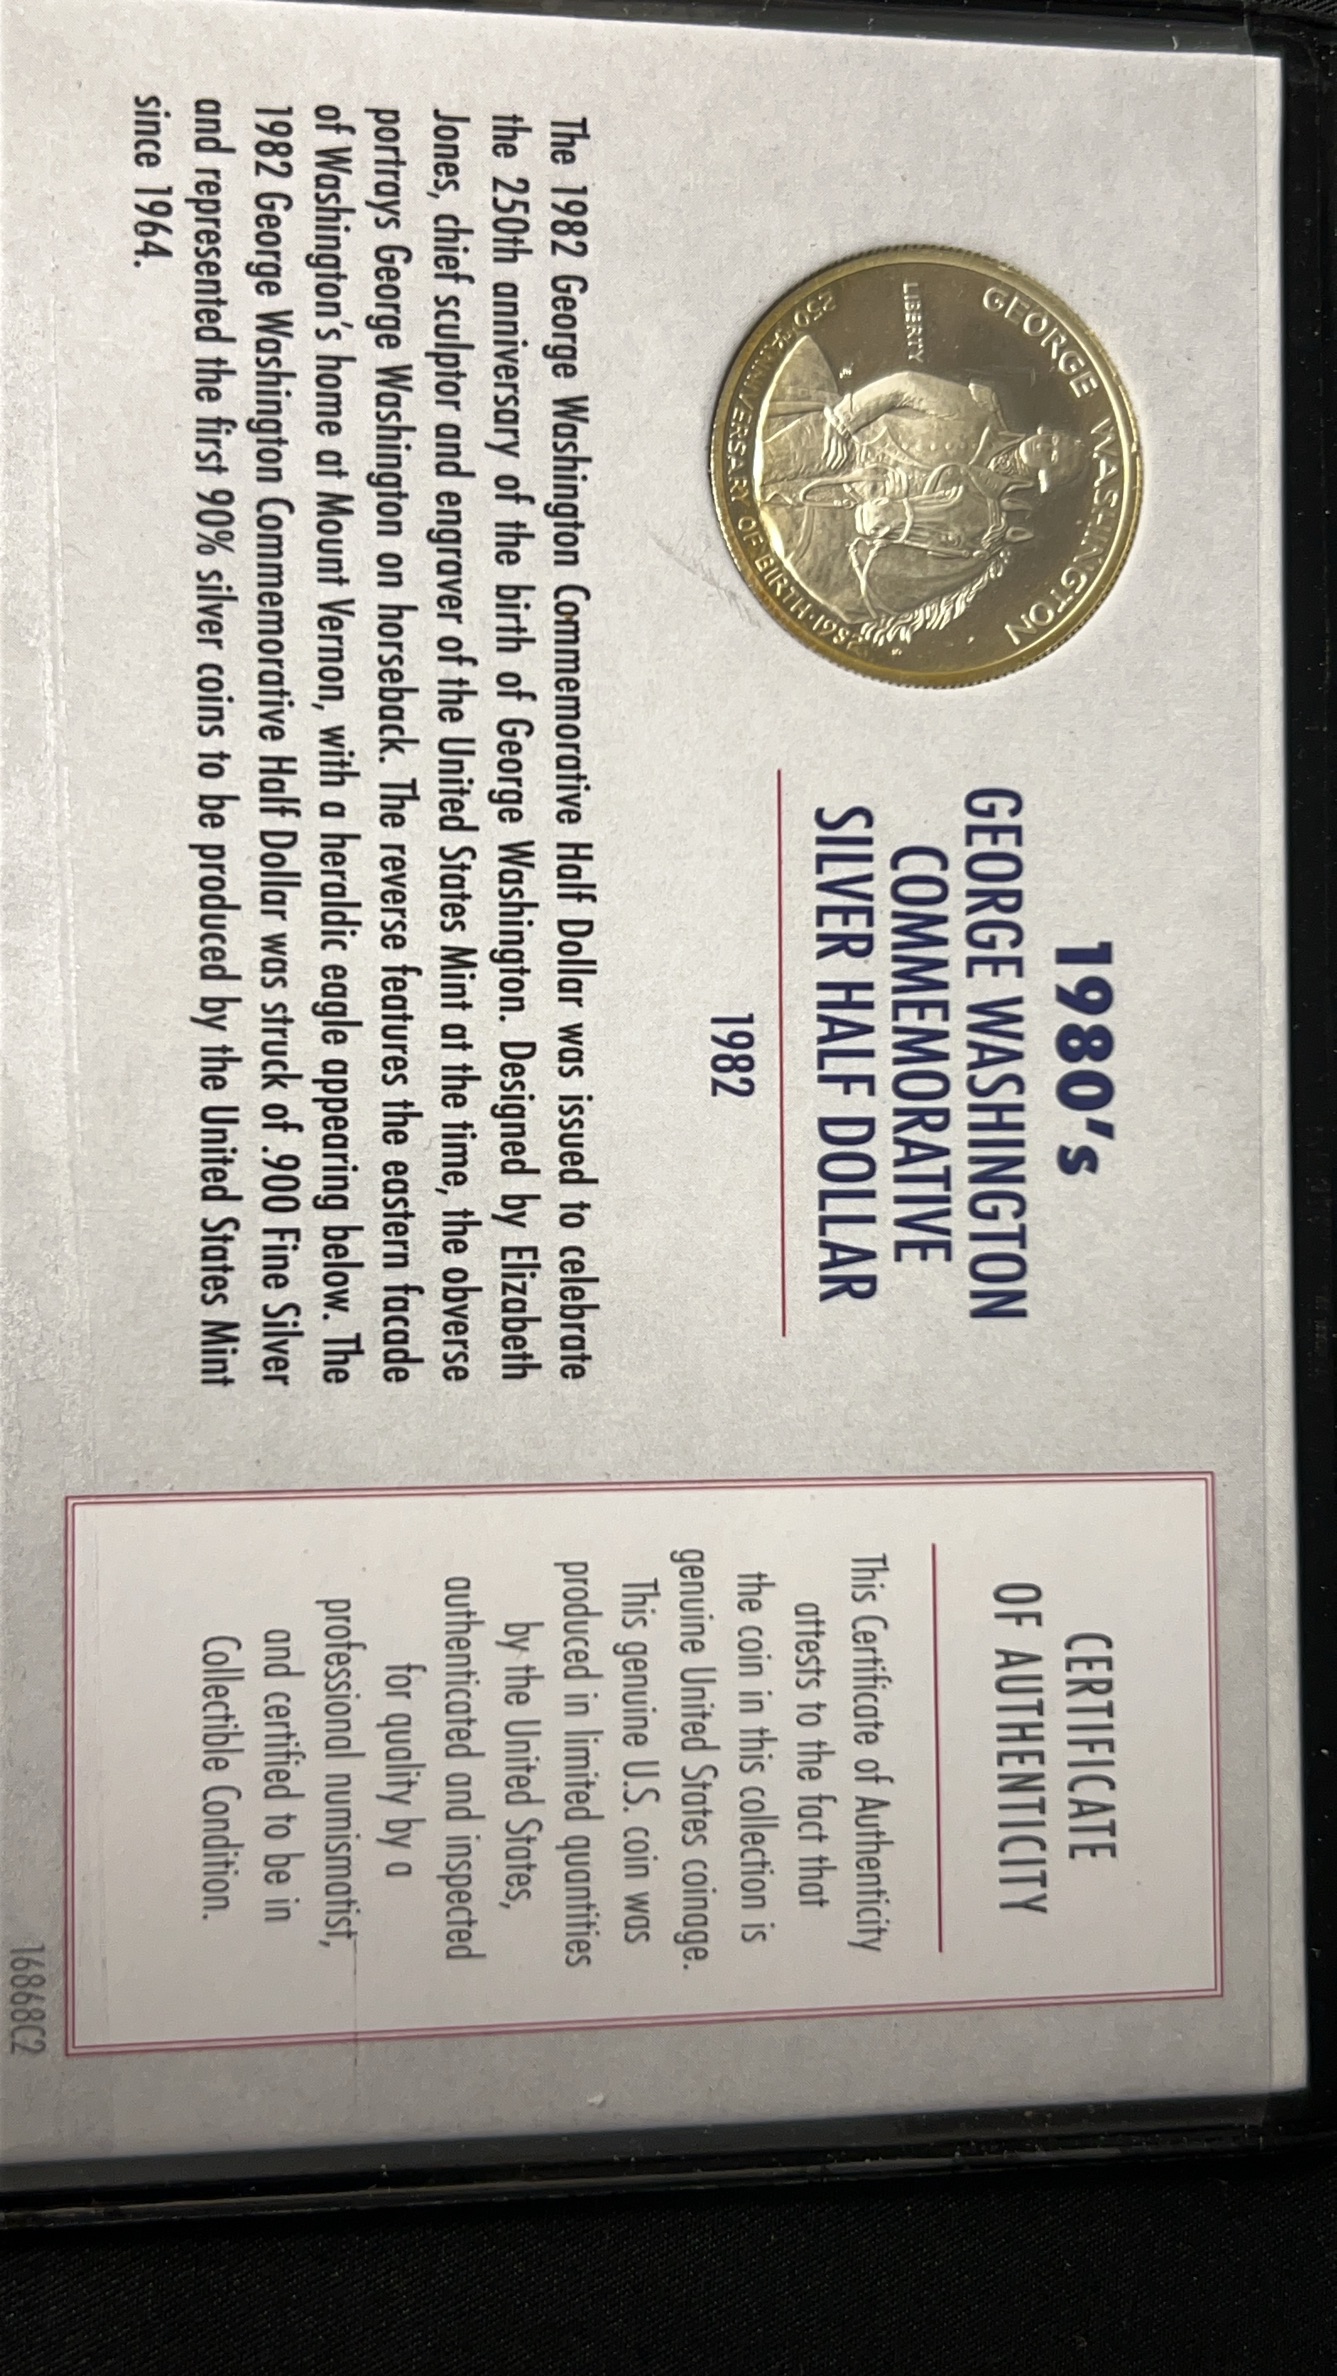 GEORGE WASHINGTON
LIBERTY
250TH ANNIVERSARY OF BIRTH·1982
1980's
GEORGE WASHINGTON
COMMEMORATIVE
SILVER HALF DOLLAR
1982
The 1982 George Washington Commemorative Half Dollar was issued to celebrate
the 250th anniversary of the birth of George Washington. Designed by Elizabeth
Jones, chief sculptor and engraver of the United States Mint at the time, the obverse
portrays George Washington on horseback. The reverse features the eastern facade
of Washington's home at Mount Vernon, with a heraldic eagle appearing below. The
1982 George Washington Commemorative Half Dollar was struck of .900 Fine Silver
and represented the first 90% silver coins to be produced by the United States Mint
since 1964.
CERTIFICATE
OF AUTHENTICITY
This Certificate of Authenticity
attests to the fact that
the coin in this collection is
genuine United States coinage.
This genuine U.S. coin was
produced in limited quantities
by the United States,
authenticated and inspected
for quality by a
professional numismatist,
and certified to be in
Collectible Condition.
16868C2